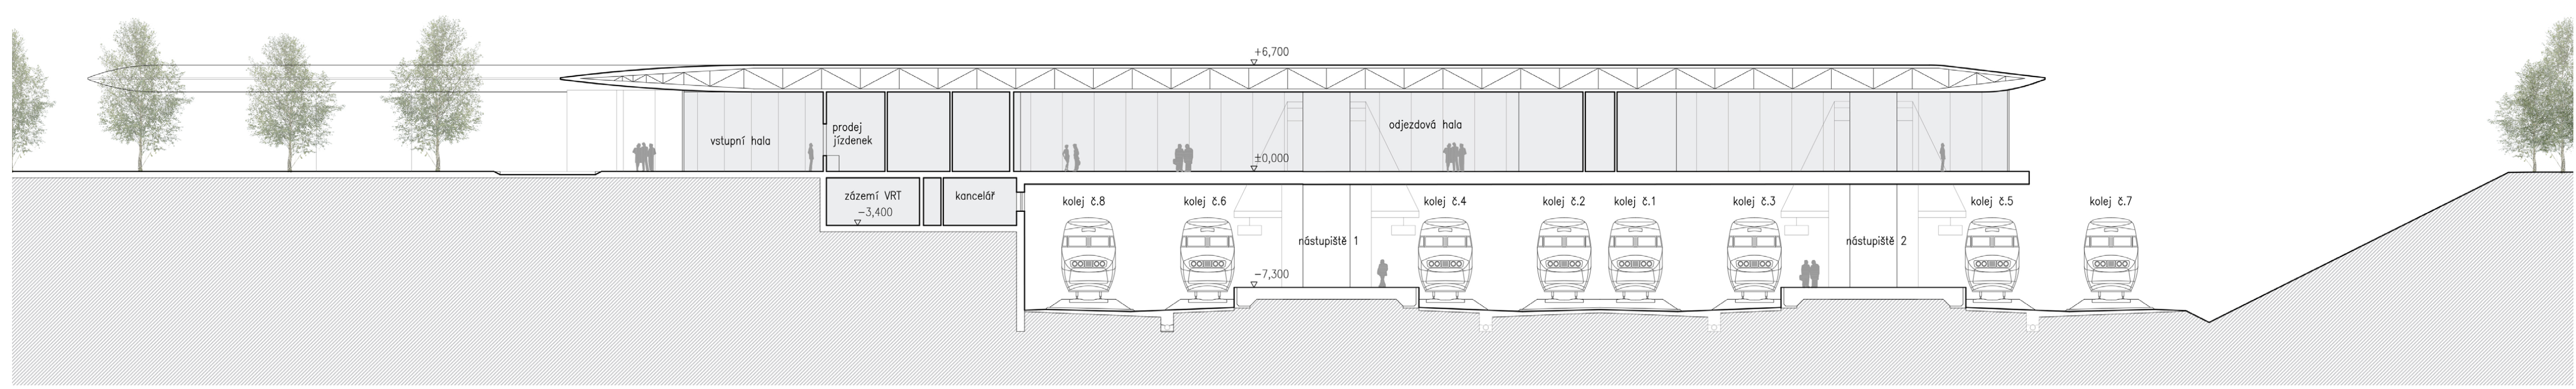 +6,700
vstupní hala
prodej
jízdenek
odjezdová hala
±0,000
zázemí VRT
−3,400
kancelář
kolej č.8
kolej č.6
kolej č.4
kolej č.2
kolej č.1
kolej č.3
kolej č.5
kolej č.7
nástupiště 1
nástupiště 2
−7,300